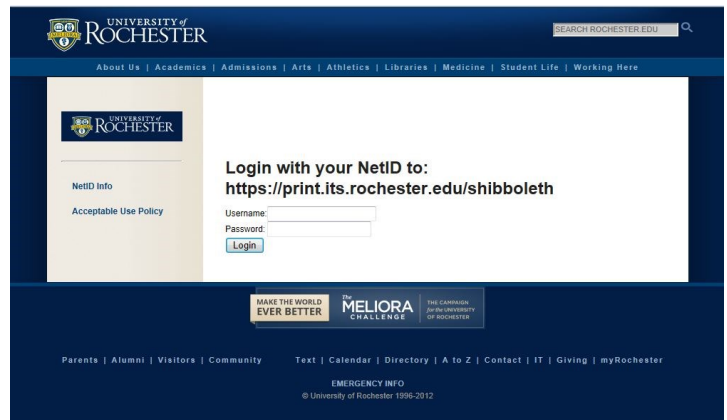 UNIVERSITY of
ROCHESTER
SEARCH ROCHESTER.EDU
About Us | Academics | Admissions | Arts | Athletics | Libraries | Medicine | Student Life | Working Here
UNIVERSITY of
ROCHESTER
NetID Info
Acceptable Use Policy
Login with your NetID to:
https://print.its.rochester.edu/shibboleth
Username:
Password:
Login
MAKE THE WORLD
EVER BETTER
The
MELIORA
CHALLENGE
THE CAMPAIGN
for the UNIVERSITY
OF ROCHESTER
Parents | Alumni | Visitors | Community
Text | Calendar | Directory | A to Z | Contact | IT | Giving | myRochester
EMERGENCY INFO
© University of Rochester 1996-2012